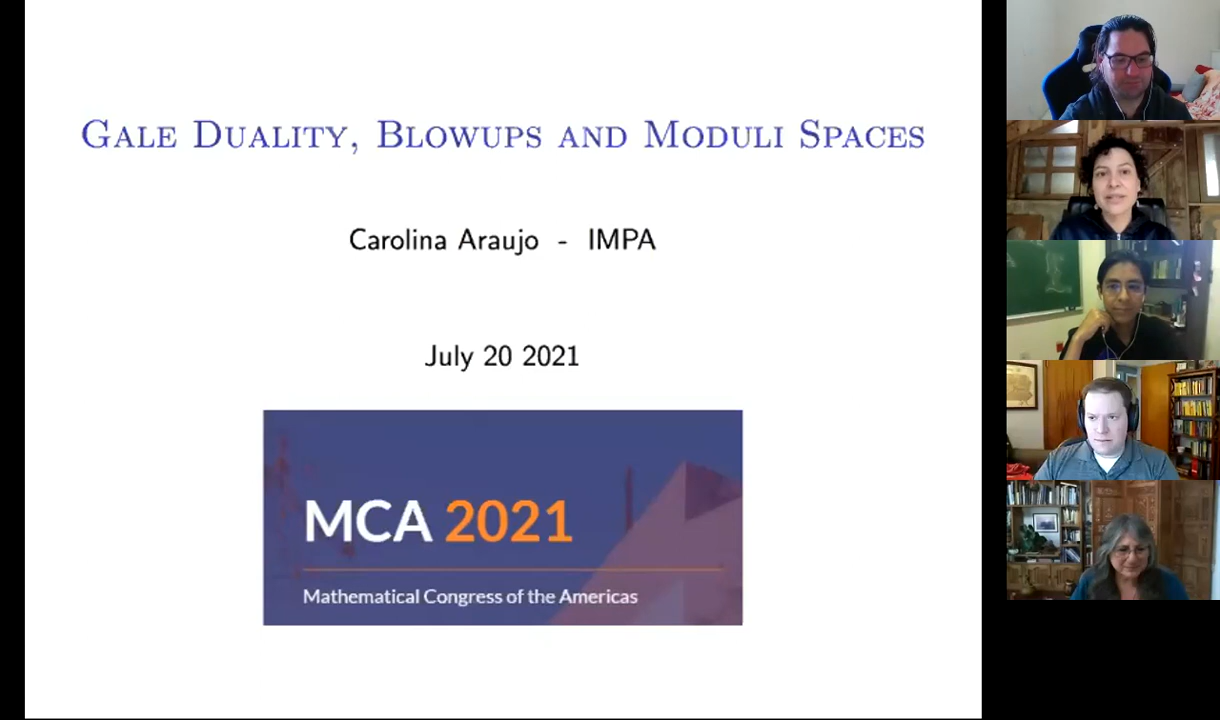 GALE DUALITY, BLOWUPS AND MODULI SPACES
Carolina Araujo - IMPA
July 20 2021
MCA 2021
Mathematical Congress of the Americas